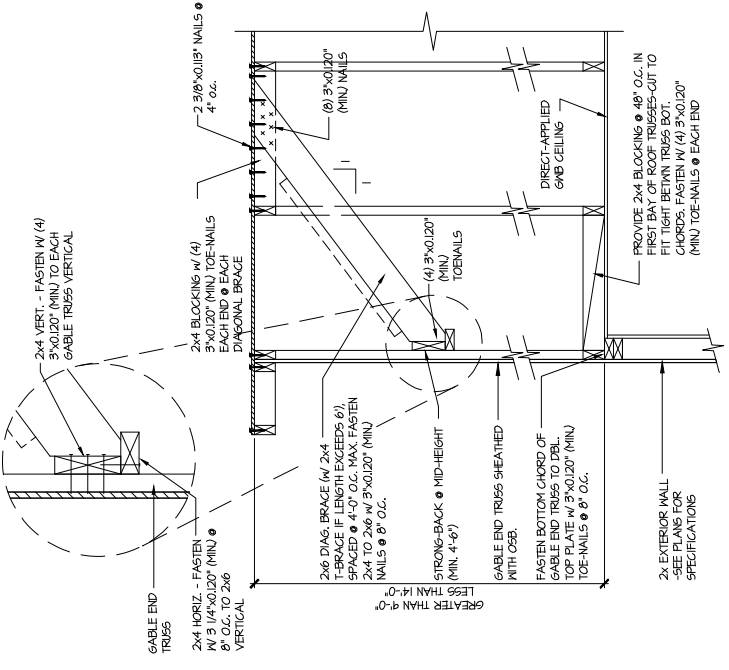 2x4 VERT. - FASTEN W/ (4)
3"x0.120" (MIN.) TO EACH
GABLE TRUSS VERTICAL
GABLE END
TRUSS
2x4 HORIZ. - FASTEN
W/ 3 1/4"x0.120" (MIN.) @
8" O.C. TO 2x6
VERTICAL
2x4 BLOCKING W/ (4)
3"x0.120" (MIN.) TOE-NAILS
EACH END @ EACH
DIAGONAL BRACE
2 3/8"x0.113" NAILS @
4" o.c.
(8) 3"x0.120"
(MIN.) NAILS
(4) 3"x0.120"
(MIN.)
TOENAILS
DIRECT-APPLIED
GWB CEILING
2x6 DIAG. BRACE (W/ 2x4
T-BRACE IF LENGTH EXCEEDS 6'),
SPACED @ 4'-0" O.C. MAX. FASTEN
2x4 TO 2x6 W/ 3"x0.120" (MIN.)
NAILS @ 8" O.C.
STRONG-BACK @ MID-HEIGHT
(MIN. 4'-6")
GABLE END TRUSS SHEATHED
WITH OSB.
FASTEN BOTTOM CHORD OF
GABLE END TRUSS TO DBL.
TOP PLATE W/ 3"x0.120" (MIN.)
TOE-NAILS @ 8" O.C.
PROVIDE 2x4 BLOCKING @ 48" O.C. IN
FIRST BAY OF ROOF TRUSSES-CUT TO
FIT TIGHT BETWN TRUSS BOT.
CHORDS. FASTEN W/ (4) 3"x0.120"
(MIN.) TOE-NAILS @ EACH END
2x EXTERIOR WALL
-SEE PLANS FOR
SPECIFICATIONS
GREATER THAN 9'-0"
LESS THAN 14'-0"